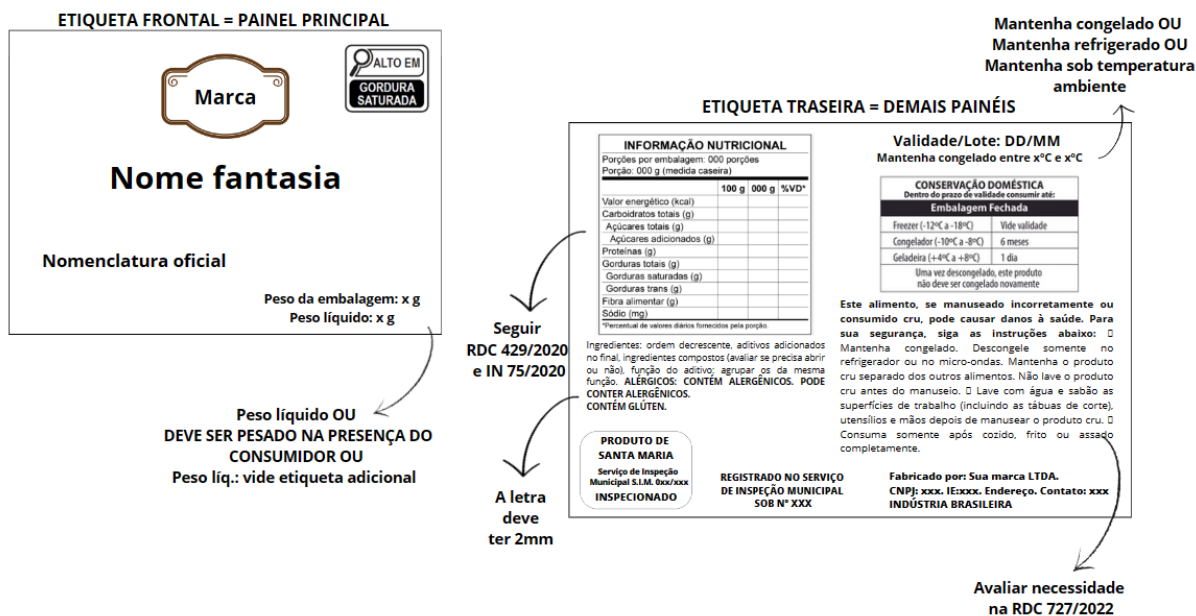 ETIQUETA FRONTAL = PAINEL PRINCIPAL
Marca
ALTO EM
GORDURA
SATURADA
Nome fantasia
Nomenclatura oficial
Peso da embalagem: x g
Peso líquido: x g
Peso líquido OU
DEVE SER PESADO NA PRESENÇA DO
CONSUMIDOR OU
Peso líq.: vide etiqueta adicional
Mantenha congelado OU
Mantenha refrigerado OU
Mantenha sob temperatura
ambiente
ETIQUETA TRASEIRA = DEMAIS PAINÉIS
INFORMAÇÃO NUTRICIONAL
Porções por embalagem: 000 porções
Porção: 000 g (medida caseira)
100 g 000 g %VD*
Valor energético (kcal)
Carboidratos totais (g)
Açúcares totais (g)
Açúcares adicionados (g)
Proteínas (g)
Gorduras totais (g)
Gorduras saturadas (g)
Gorduras trans (g)
Fibra alimentar (g)
Sódio (mg)
*Percentual de valores diários fornecidos pela porção.
Seguir
RDC 429/2020
e IN 75/2020
Ingredientes: ordem decrescente, aditivos adicionados
no final, ingredientes compostos (avaliar se precisa abrir
ou não), função do aditivo; agrupar os da mesma
função. ALÉRGICOS: CONTÉM ALERGÊNICOS. PODE
CONTER ALERGÊNICOS.
CONTÉM GLÚTEN.
A letra
deve
ter 2mm
PRODUTO DE
SANTA MARIA
Serviço de Inspeção
Municipal S.I.M. 0xx/xxx
INSPECIONADO
REGISTRADO NO SERVIÇO
DE INSPEÇÃO MUNICIPAL
SOB Nº XXX
Validade/Lote: DD/MM
Mantenha congelado entre xºC e xºC
CONSERVAÇÃO DOMÉSTICA
Dentro do prazo de validade consumir até:
Embalagem Fechada
Freezer (-12ºC a -18ºC) Vide validade
Congelador (-10ºC a -8ºC) 6 meses
Geladeira (+4ºC a +8ºC) 1 dia
Uma vez descongelado, este produto
não deve ser congelado novamente
Este alimento, se manuseado incorretamente ou
consumido cru, pode causar danos à saúde. Para
sua segurança, siga as instruções abaixo: ▯
Mantenha congelado. Descongele somente no
refrigerador ou no micro-ondas. Mantenha o produto
cru separado dos outros alimentos. Não lave o produto
cru antes do manuseio. ▯ Lave com água e sabão as
superfícies de trabalho (incluindo as tábuas de corte),
utensílios e mãos depois de manusear o produto cru. ▯
Consuma somente após cozido, frito ou assado
completamente.
Fabricado por: Sua marca LTDA.
CNPJ: xxx. IE:xxx. Endereço. Contato: xxx
INDÚSTRIA BRASILEIRA
Avaliar necessidade
na RDC 727/2022